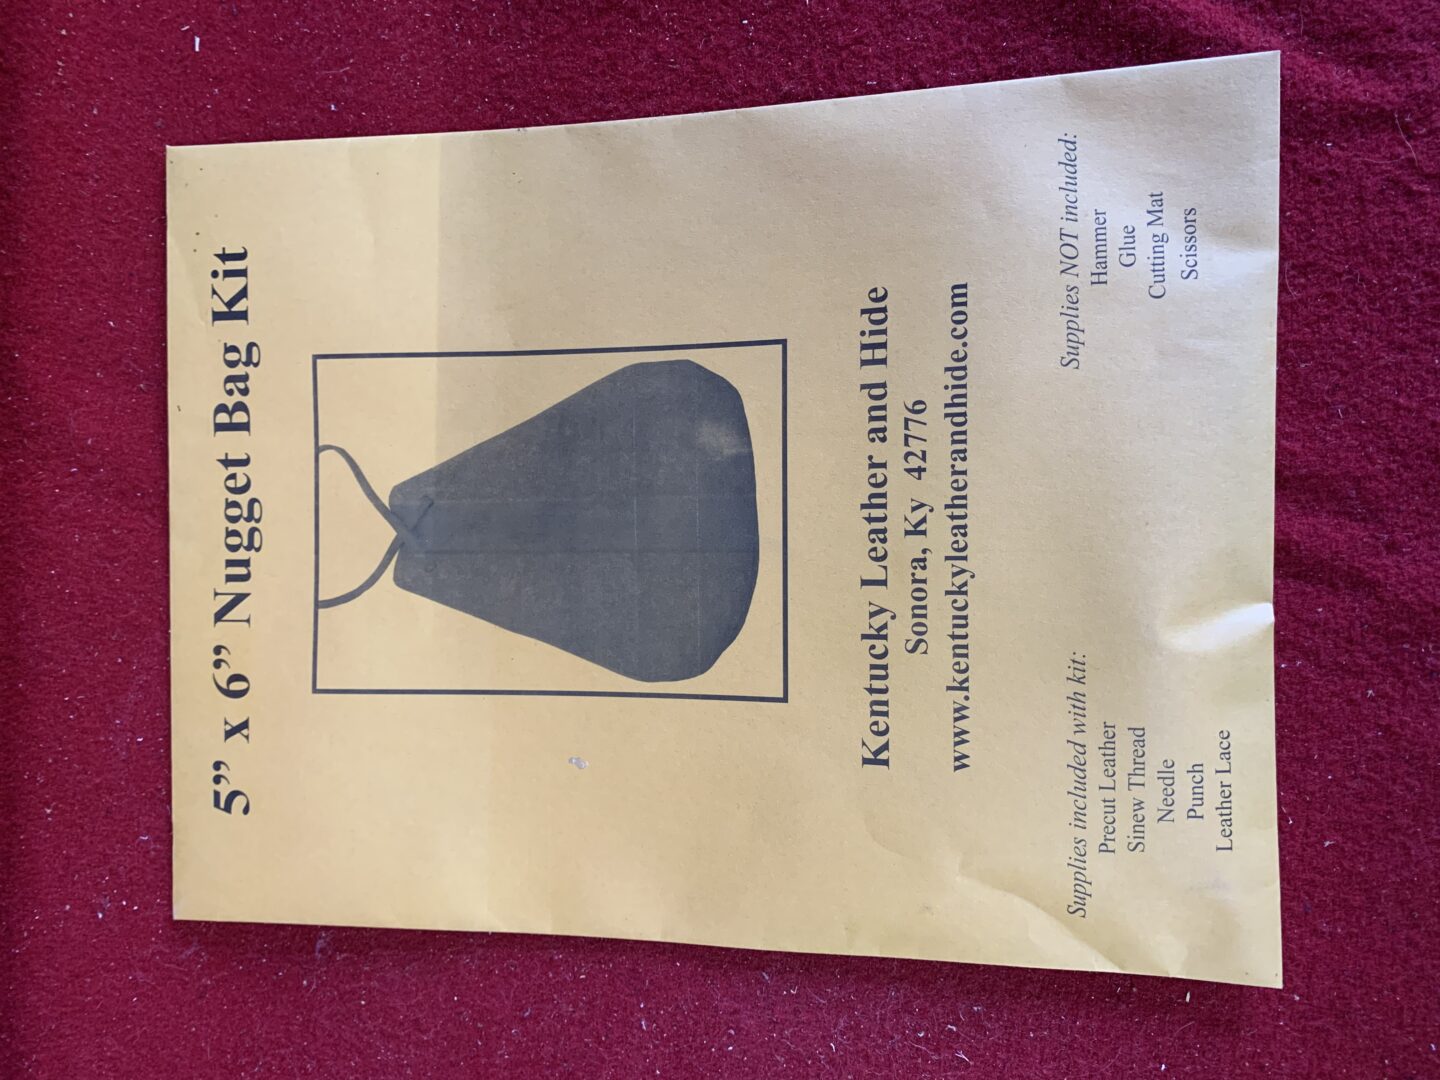 5” x 6” Nugget Bag Kit
Kentucky Leather and Hide
Sonora, Ky 42776
www.kentuckyleatherandhide.com
Supplies included with kit:
Precut Leather
Sinew Thread
Needle
Punch
Leather Lace
Supplies NOT included:
Hammer
Glue
Cutting Mat
Scissors